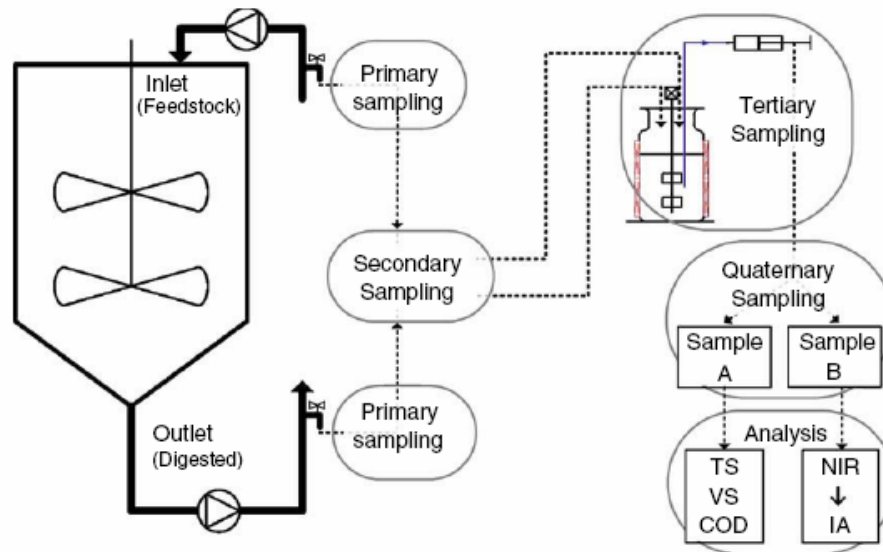 Inlet
(Feedstock)
Primary
sampling
Tertiary
Sampling
Secondary
Sampling
Quaternary
Sampling
Sample
A
Sample
B
Outlet
(Digested)
Primary
sampling
Analysis
TS
VS
COD
NIR
↓
IA